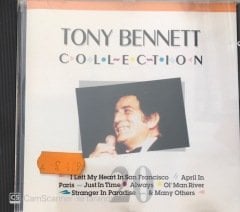 TONY BENNETT
COLLECTION
20
I Left My Heart In San Francisco April In
Paris — Just In Time Always Ol' Man River
Stranger In Paradise — & Many Others
CS CamScanner